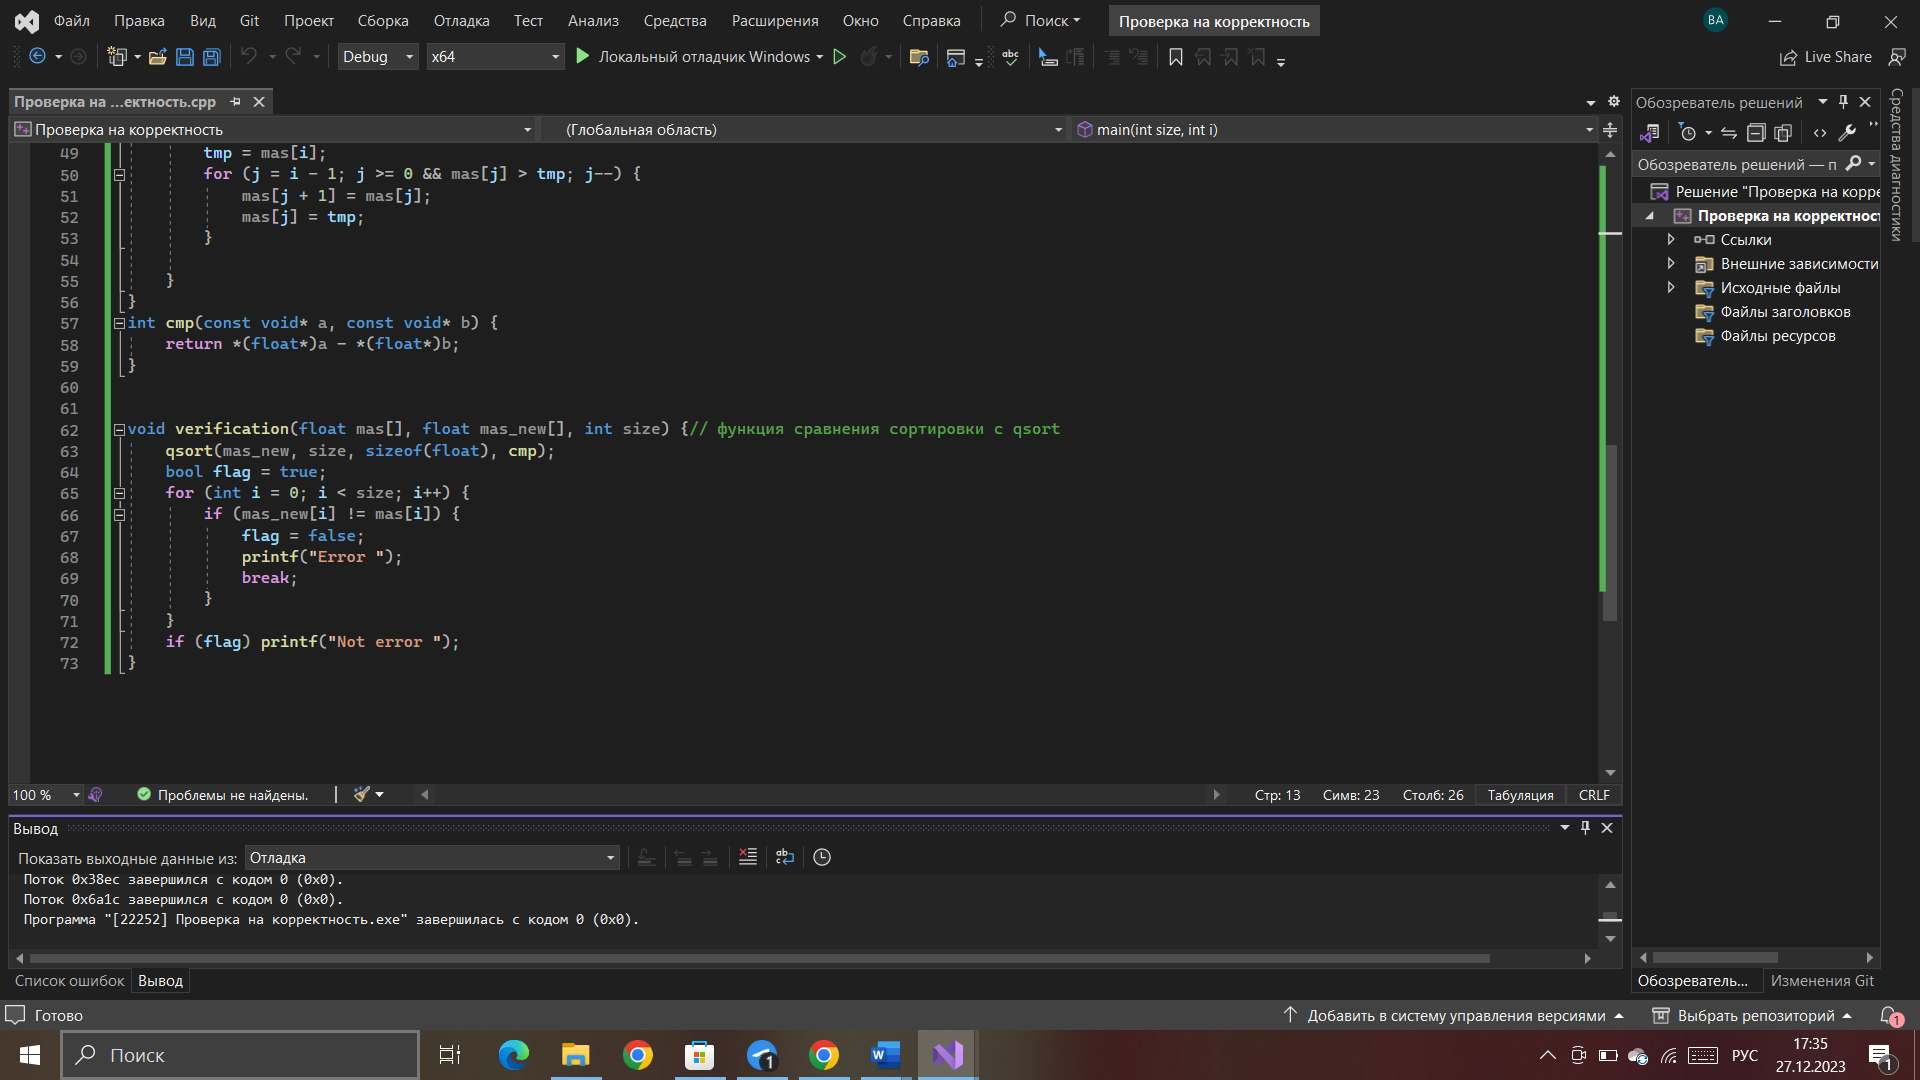 Файл Правка Вид Git Проект Сборка Отладка Тест Анализ Средства Расширения Окно Справка Поиск Проверка на корректность ВА
Debug x64 Локальный отладчик Windows Live Share
Проверка на ...ектность.cpp
Проверка на корректность (Глобальная область) main(int size, int i)
49 tmp = mas[i];
50 for (j = i - 1; j >= 0 && mas[j] > tmp; j--) {
51 mas[j + 1] = mas[j];
52 mas[j] = tmp;
53 }
54
55 }
56 }
57 int cmp(const void* a, const void* b) {
58 return *(float*)a - *(float*)b;
59 }
60
61
62 void verification(float mas[], float mas_new[], int size) {// функция сравнения сортировки с qsort
63 qsort(mas_new, size, sizeof(float), cmp);
64 bool flag = true;
65 for (int i = 0; i < size; i++) {
66 if (mas_new[i] != mas[i]) {
67 flag = false;
68 printf("Error ");
69 break;
70 }
71 }
72 if (flag) printf("Not error ");
73 }
100 % Проблемы не найдены. Стр: 13 Симв: 23 Столб: 26 Табуляция CRLF
Вывод
Показать выходные данные из: Отладка
Поток 0x38ec завершился с кодом 0 (0x0).
Поток 0x6a1c завершился с кодом 0 (0x0).
Программа "[22252] Проверка на корректность.exe" завершилась с кодом 0 (0x0).
Список ошибок Вывод
Обозреватель решений
Обозреватель решений — п
Решение "Проверка на корре
Проверка на корректност
Ссылки
Внешние зависимости
Исходные файлы
Файлы заголовков
Файлы ресурсов
Обозреватель... Изменения Git
Средства диагностики
Готово Добавить в систему управления версиями Выбрать репозиторий 1
Поиск 1 РУС 17:35
27.12.2023 1